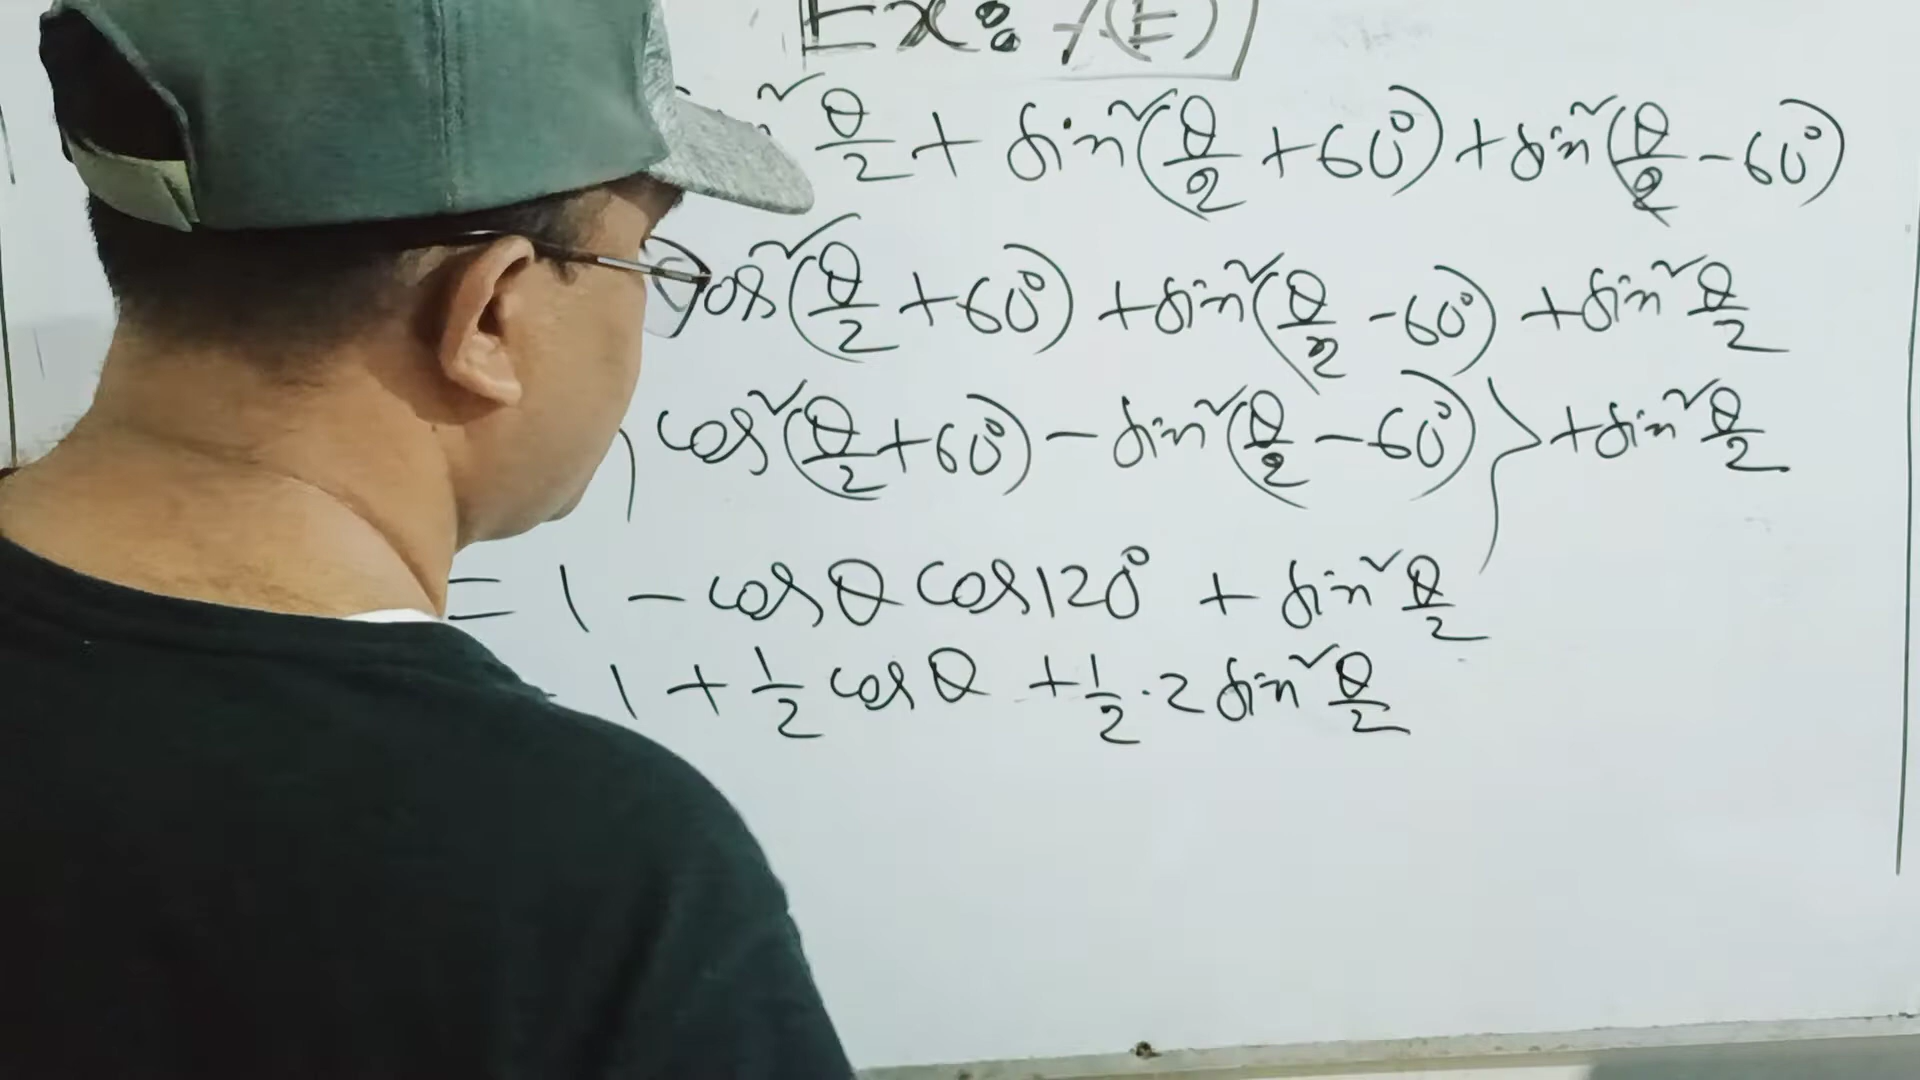 Ex: 7(E)
² θ/2 + sin²(θ/2 + 60°) + sin²(θ/2 - 60°)
cos²(θ/2 + 60°) + sin²(θ/2 - 60°) + sin² θ/2
cos²(θ/2 + 60°) - sin²(θ/2 - 60°)} + sin² θ/2
= 1 - cos θ cos 120° + sin² θ/2
1 + 1/2 cos θ + 1/2 · 2 sin² θ/2